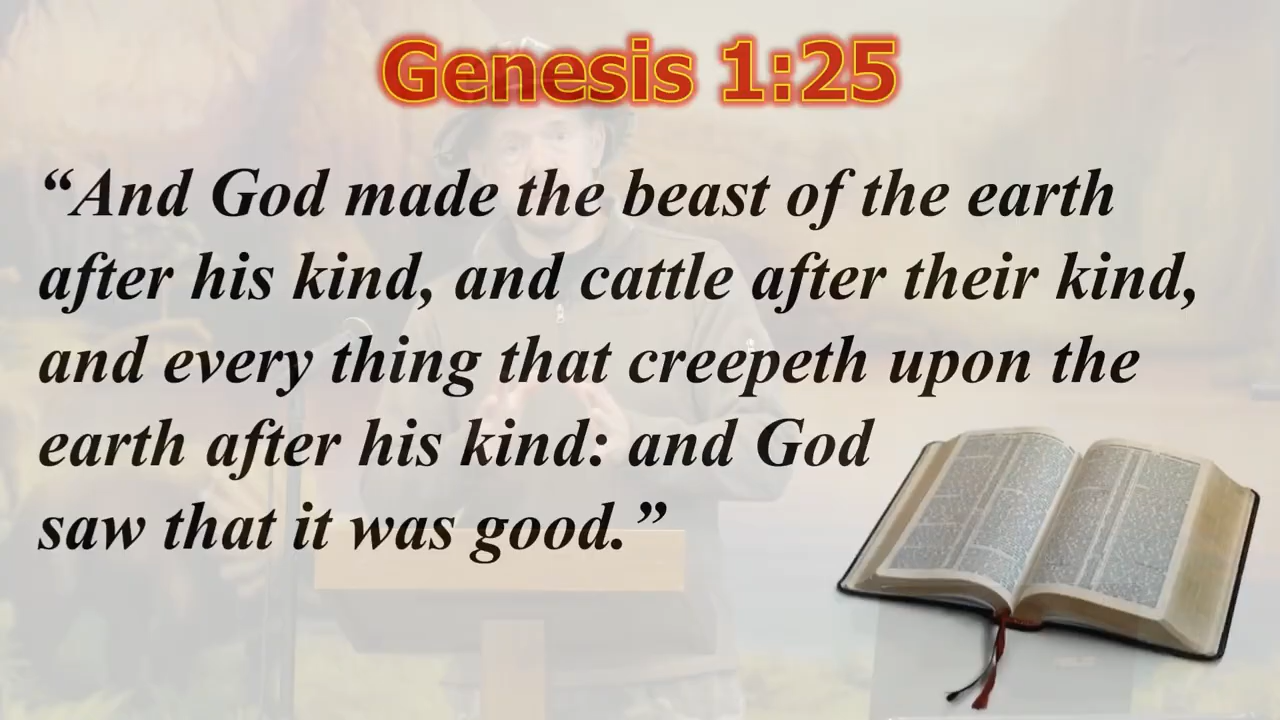 Genesis 1:25
“And God made the beast of the earth
after his kind, and cattle after their kind,
and every thing that creepeth upon the
earth after his kind: and God
saw that it was good.”